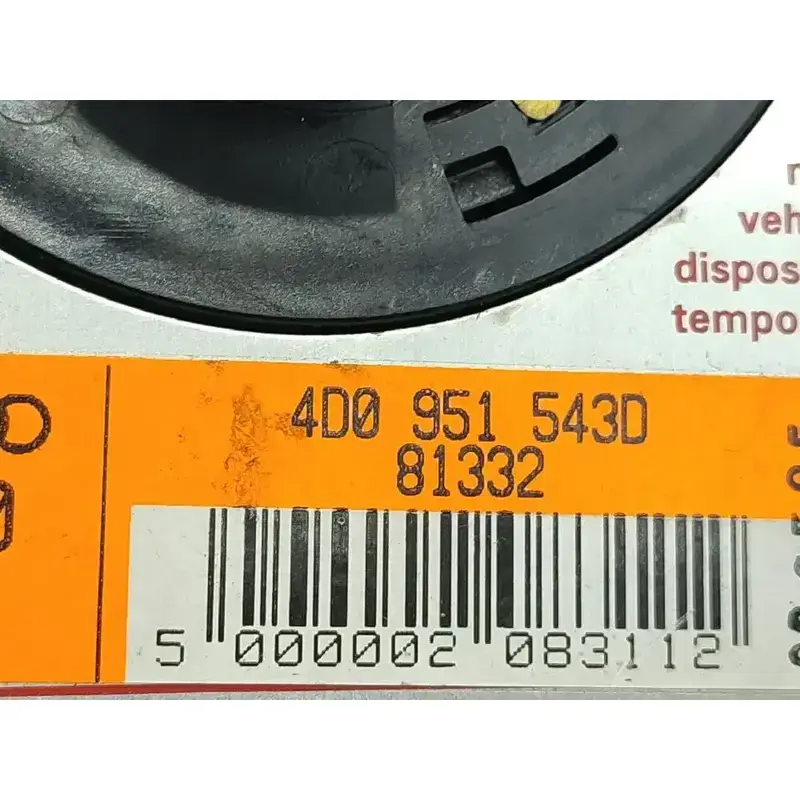 veh
dispos
tempo
4D0 951 543D
81332
5 000002 083112